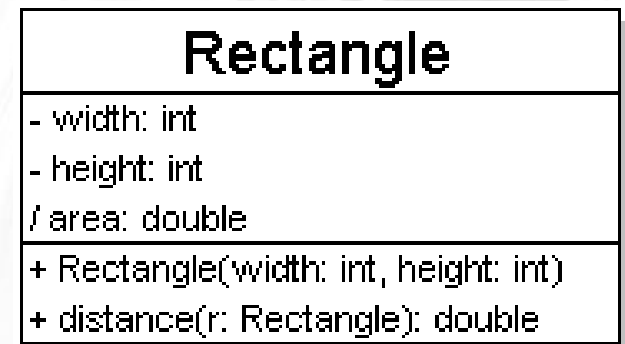 Rectangle
- width: int
- height: int
/ area: double
+ Rectangle(width: int, height: int)
+ distance(r: Rectangle): double